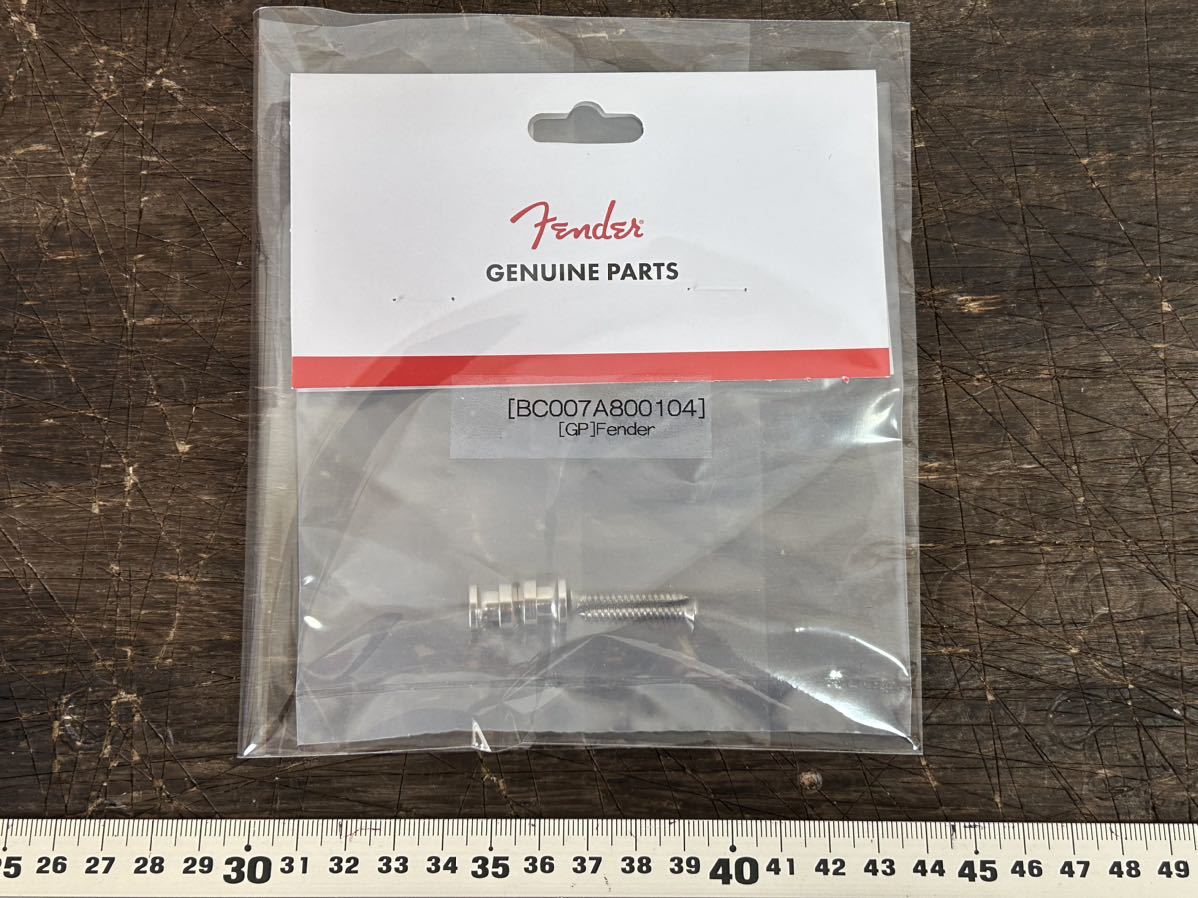 Fender
GENUINE PARTS
[BC007A800104]
[GP]Fender
25 26 27 28 29 30 31 32 33 34 35 36 37 38 39 40 41 42 43 44 45 46 47 48 49